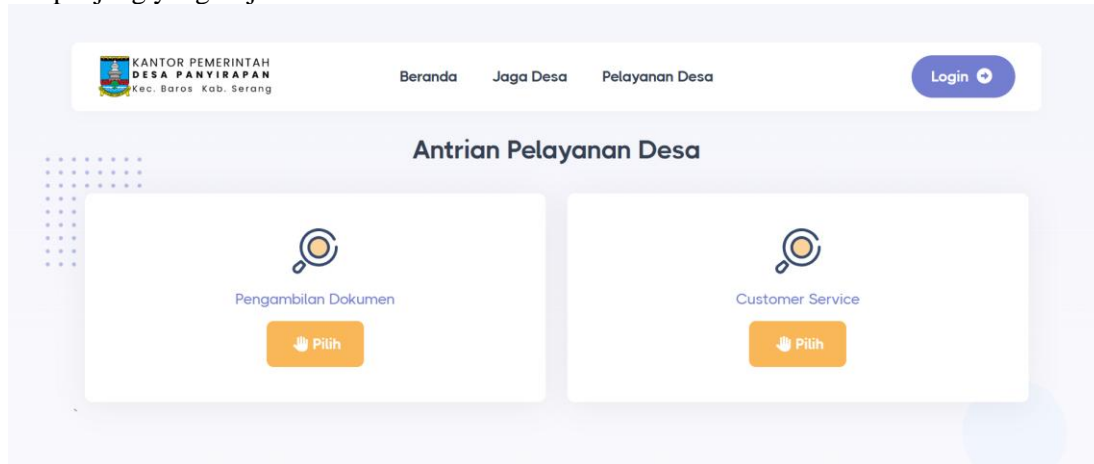 KANTOR PEMERINTAH
DESA PANYIRAPAN
Kec. Baros Kab. Serang
Beranda Jaga Desa Pelayanan Desa
Login
Antrian Pelayanan Desa
Pengambilan Dokumen
Pilih
Customer Service
Pilih